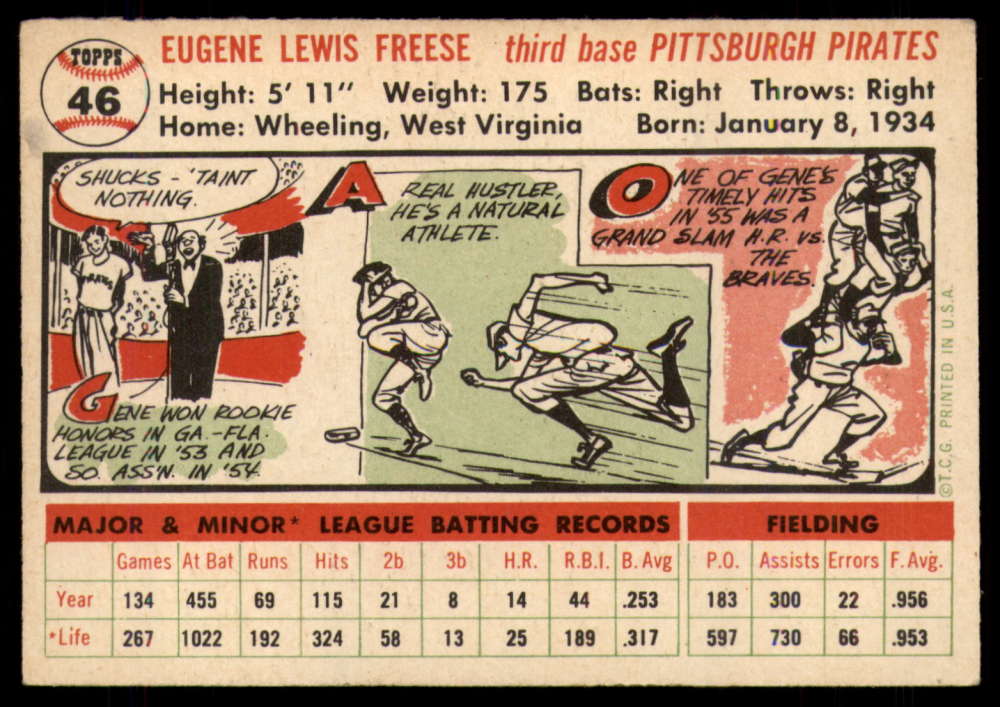 TOPPS
46
EUGENE LEWIS FREESE third base PITTSBURGH PIRATES
Height: 5' 11" Weight: 175 Bats: Right Throws: Right
Home: Wheeling, West Virginia Born: January 8, 1934
SHUCKS - 'TAINT
NOTHING.
PIRATES
GENE WON ROOKIE
HONORS IN GA.-FLA.
LEAGUE IN '53 AND
SO. ASS'N. IN '54.
A REAL HUSTLER,
HE'S A NATURAL
ATHLETE.
ONE OF GENE'S
TIMELY HITS
IN '55 WAS A
GRAND SLAM H.R. VS.
THE
BRAVES.
©T.C.G. PRINTED IN U.S.A.
MAJOR & MINOR* LEAGUE BATTING RECORDS FIELDING
Games At Bat Runs Hits 2b 3b H.R. R.B.I. B. Avg P.O. Assists Errors F. Avg.
Year 134 455 69 115 21 8 14 44 .253 183 300 22 .956
*Life 267 1022 192 324 58 13 25 189 .317 597 730 66 .953